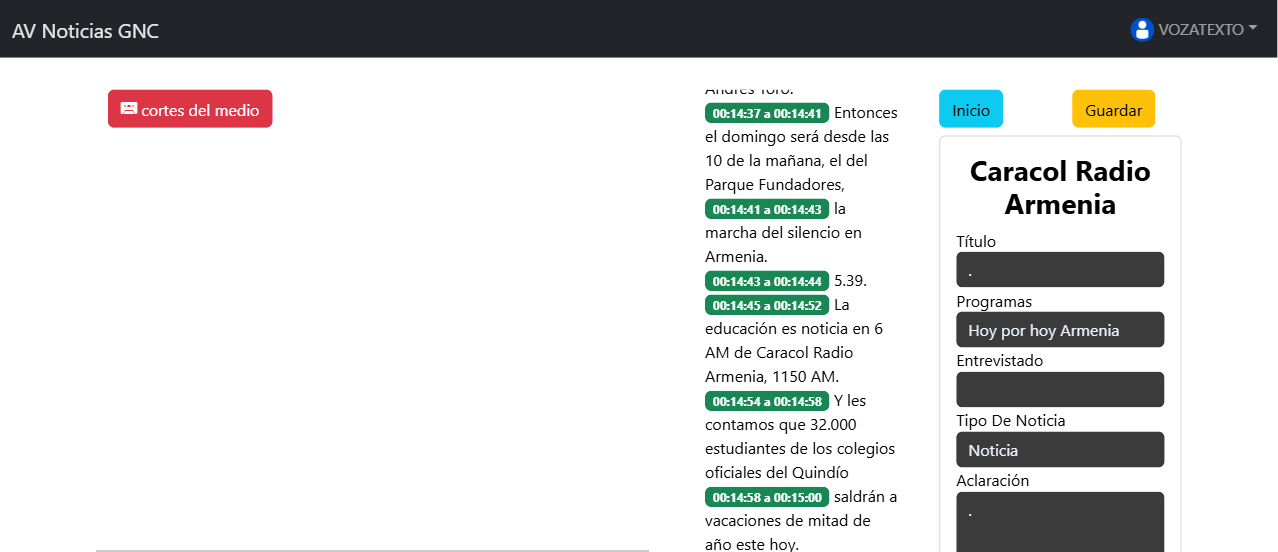 AV Noticias GNC
VOZATEXTO
cortes del medio
Andrés Toro.
00:14:37 a 00:14:41 Entonces
el domingo será desde las
10 de la mañana, el del
Parque Fundadores,
00:14:41 a 00:14:43 la
marcha del silencio en
Armenia.
00:14:43 a 00:14:44 5.39.
00:14:45 a 00:14:52 La
educación es noticia en 6
AM de Caracol Radio
Armenia, 1150 AM.
00:14:54 a 00:14:58 Y les
contamos que 32.000
estudiantes de los colegios
oficiales del Quindío
00:14:58 a 00:15:00 saldrán a
vacaciones de mitad de
año este hoy.
Inicio
Guardar
Caracol Radio
Armenia
Título
.
Programas
Hoy por hoy Armenia
Entrevistado
Tipo De Noticia
Noticia
Aclaración
.